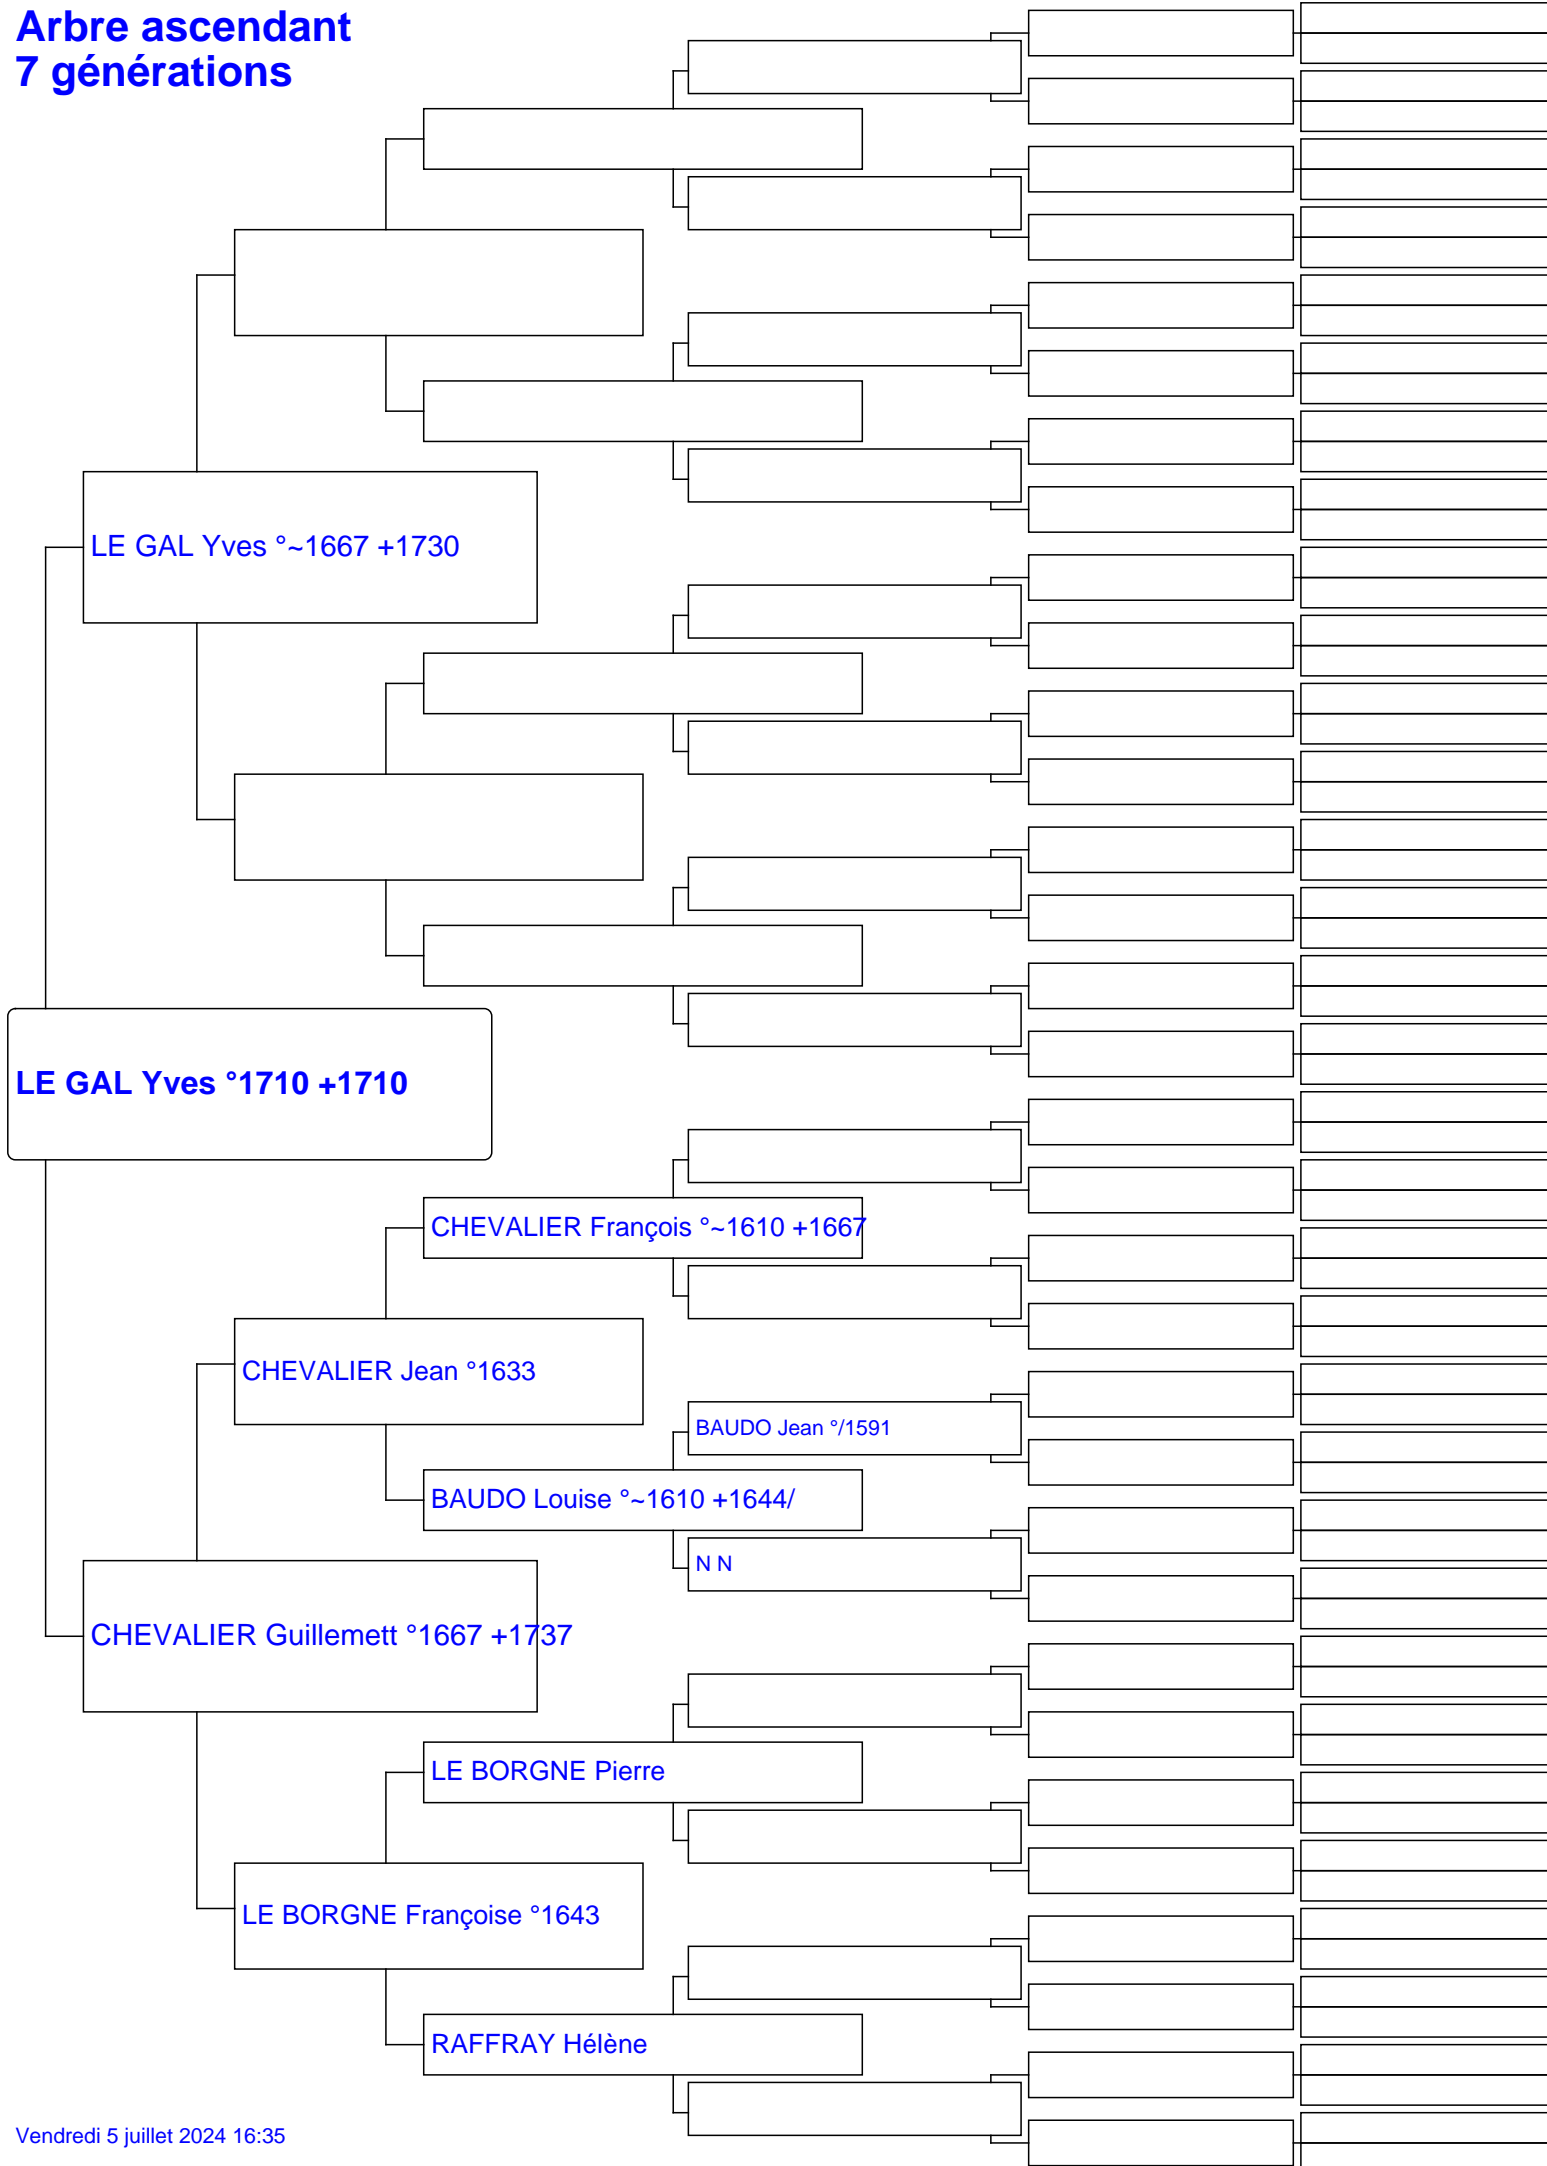 Arbre ascendant
7 générations
LE GAL Yves °~1667 +1730
LE GAL Yves °1710 +1710
CHEVALIER François °~1610 +1667
CHEVALIER Jean °1633
BAUDO Jean °/1591
BAUDO Louise °~1610 +1644/
N N
CHEVALIER Guillemett °1667 +1737
LE BORGNE Pierre
LE BORGNE Françoise °1643
RAFFRAY Hélène
Vendredi 5 juillet 2024 16:35